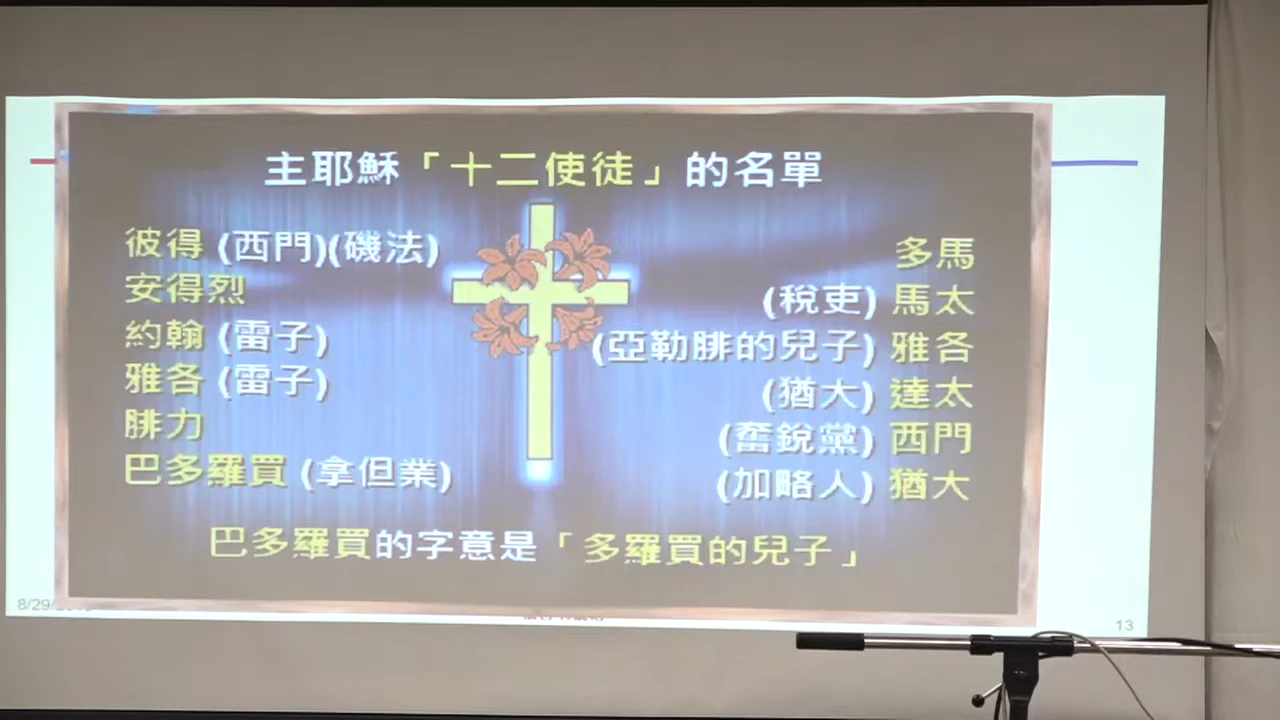 主耶穌「十二使徒」的名單
彼得 (西門)(磯法)
安得烈
約翰 (雷子)
雅各 (雷子)
腓力
巴多羅買 (拿但業)
多馬
(稅吏) 馬太
(亞勒腓的兒子) 雅各
(猶大) 達太
(奮銳黨) 西門
(加略人) 猶大
巴多羅買的字意是「多羅買的兒子」
8/29/
13